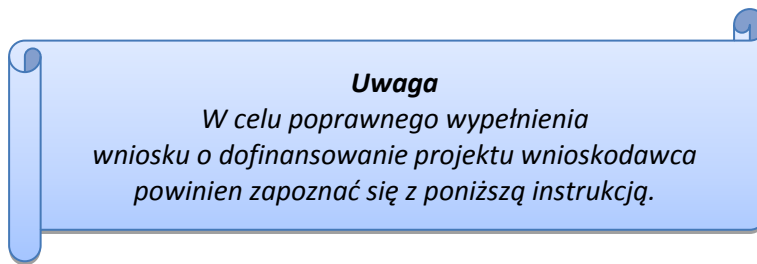 Uwaga
W celu poprawnego wypełnienia
wniosku o dofinansowanie projektu wnioskodawca
powinien zapoznać się z poniższą instrukcją.